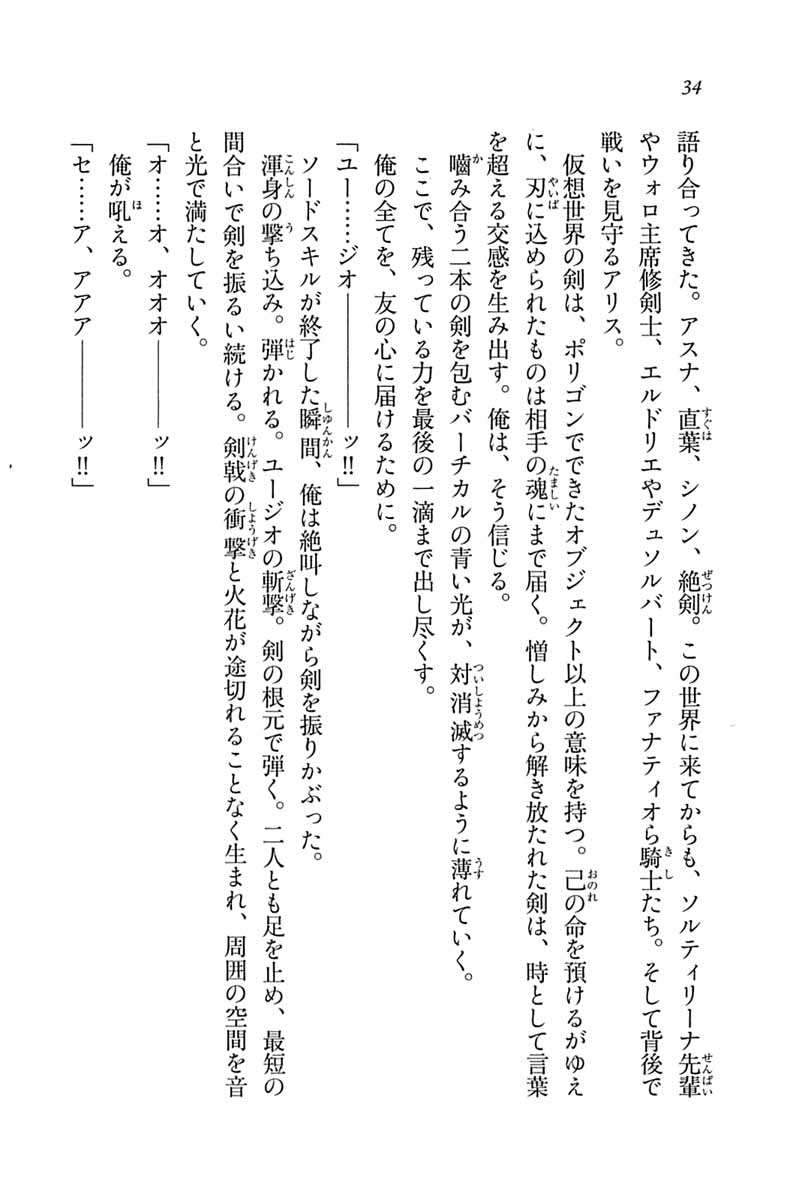 34
語り合ってきた。アスナ、直葉、シノン、絶剣。この世界に来てからも、ソルティリーナ先輩
やウォロ主席修剣士、エルドリエやデュソルバート、ファナティオら騎士たち。そして背後で
戦いを見守るアリス。
仮想世界の剣は、ポリゴンでできたオブジェクト以上の意味を持つ。己の命を預けるがゆえ
に、刃に込められたものは相手の魂にまで届く。憎しみから解き放たれた剣は、時として言葉
を超える交感を生み出す。俺は、そう信じる。
嚙み合う二本の剣を包むバーチカルの青い光が、対消滅するように薄れていく。
ここで、残っている力を最後の一滴まで出し尽くす。
俺の全てを、友の心に届けるために。
「ユー……ジオ――――ッ!!」
ソードスキルが終了した瞬間、俺は絶叫しながら剣を振りかぶった。
渾身の撃ち込み。弾かれる。ユージオの斬撃。剣の根元で弾く。二人とも足を止め、最短の
間合いで剣を振るい続ける。剣戟の衝撃と火花が途切れることなく生まれ、周囲の空間を音
と光で満たしていく。
「オ……オ、オオオ――――ッ!!」
俺が吼える。
「セ……ア、アアア――――ッ!!」